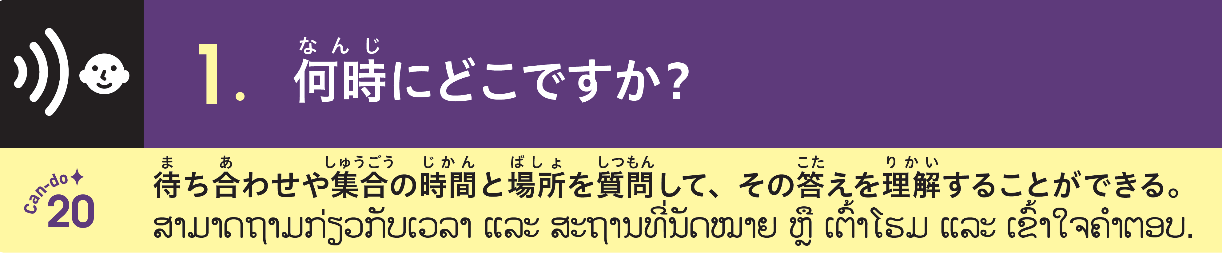 なんじ
1. 何時にどこですか？
Can-do 20
ま あ しゅうごう じかん ばしょ しつもん こた りかい
待ち合わせや集合の時間と場所を質問して、その答えを理解することができる。
ສາມາດຖາມກ່ຽວກັບເວລາ ແລະ ສະຖານທີ່ນັດໝາຍ ຫຼື ເຕົ້າໂຮມ ແລະ ເຂົ້າໃຈຄຳຕອບ.